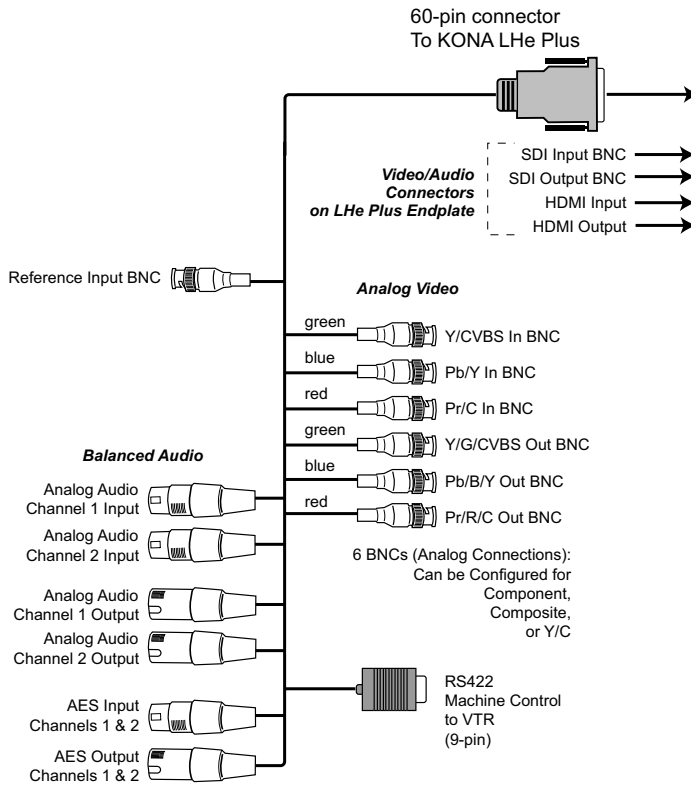 60-pin connector
To KONA LHe Plus
Video/Audio
Connectors
on LHe Plus Endplate
SDI Input BNC
SDI Output BNC
HDMI Input
HDMI Output
Reference Input BNC
Analog Video
green
Y/CVBS In BNC
blue
Pb/Y In BNC
red
Pr/C In BNC
green
Y/G/CVBS Out BNC
blue
Pb/B/Y Out BNC
red
Pr/R/C Out BNC
6 BNCs (Analog Connections):
Can be Configured for
Component,
Composite,
or Y/C
Balanced Audio
Analog Audio
Channel 1 Input
Analog Audio
Channel 2 Input
Analog Audio
Channel 1 Output
Analog Audio
Channel 2 Output
AES Input
Channels 1 & 2
AES Output
Channels 1 & 2
RS422
Machine Control
to VTR
(9-pin)